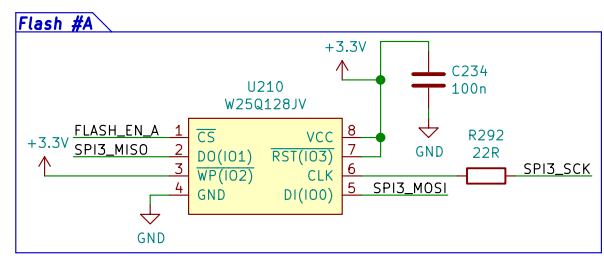 Flash #A
+3.3V
C234
100n
GND
U210
W25Q128JV
FLASH_EN_A 1 CS VCC 8
+3.3V
SPI3_MISO 2 DO(IO1) RST(IO3) 7
3 WP(IO2) CLK 6
R292
22R
SPI3_SCK
4 GND DI(IO0) 5 SPI3_MOSI
GND